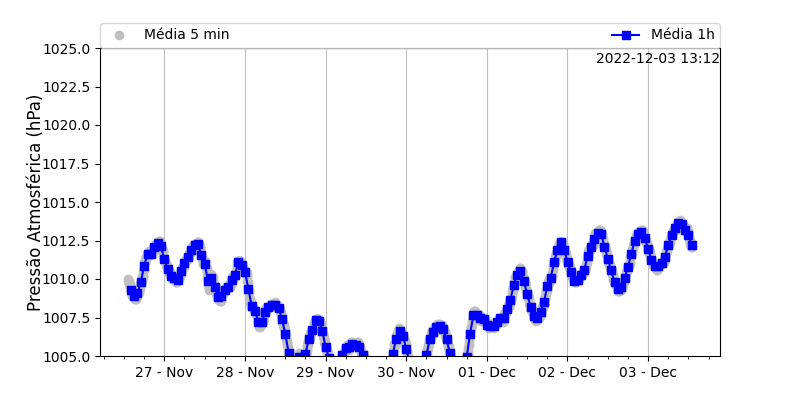 Média 5 min
Média 1h
2022-12-03 13:12
Pressão Atmosférica (hPa)
1025.0
1022.5
1020.0
1017.5
1015.0
1012.5
1010.0
1007.5
1005.0
27 - Nov
28 - Nov
29 - Nov
30 - Nov
01 - Dec
02 - Dec
03 - Dec